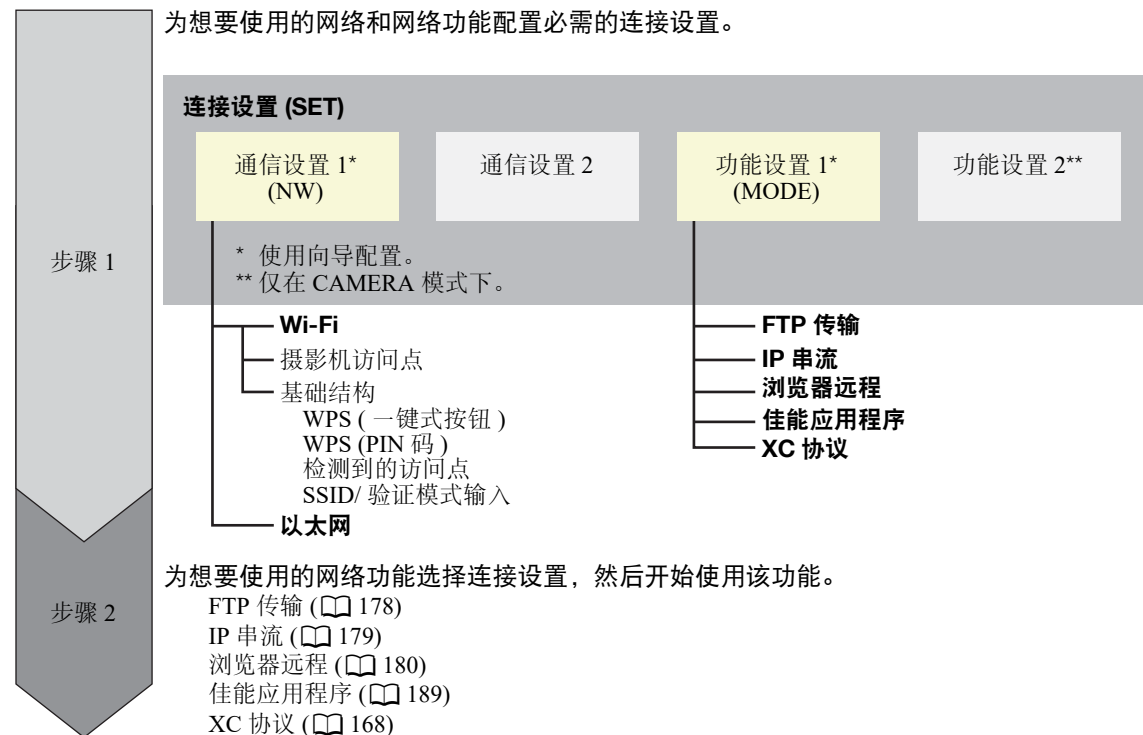 为想要使用的网络和网络功能配置必需的连接设置。
连接设置 (SET)
通信设置 1*
(NW)
通信设置 2
功能设置 1*
(MODE)
功能设置 2**
* 使用向导配置。
** 仅在 CAMERA 模式下。
步骤 1
Wi-Fi
摄影机访问点
基础结构
WPS ( 一键式按钮 )
WPS (PIN 码 )
检测到的访问点
SSID/ 验证模式输入
以太网
FTP 传输
IP 串流
浏览器远程
佳能应用程序
XC 协议
步骤 2
为想要使用的网络功能选择连接设置，然后开始使用该功能。
FTP 传输 (178)
IP 串流 (179)
浏览器远程 (180)
佳能应用程序 (189)
XC 协议 (168)